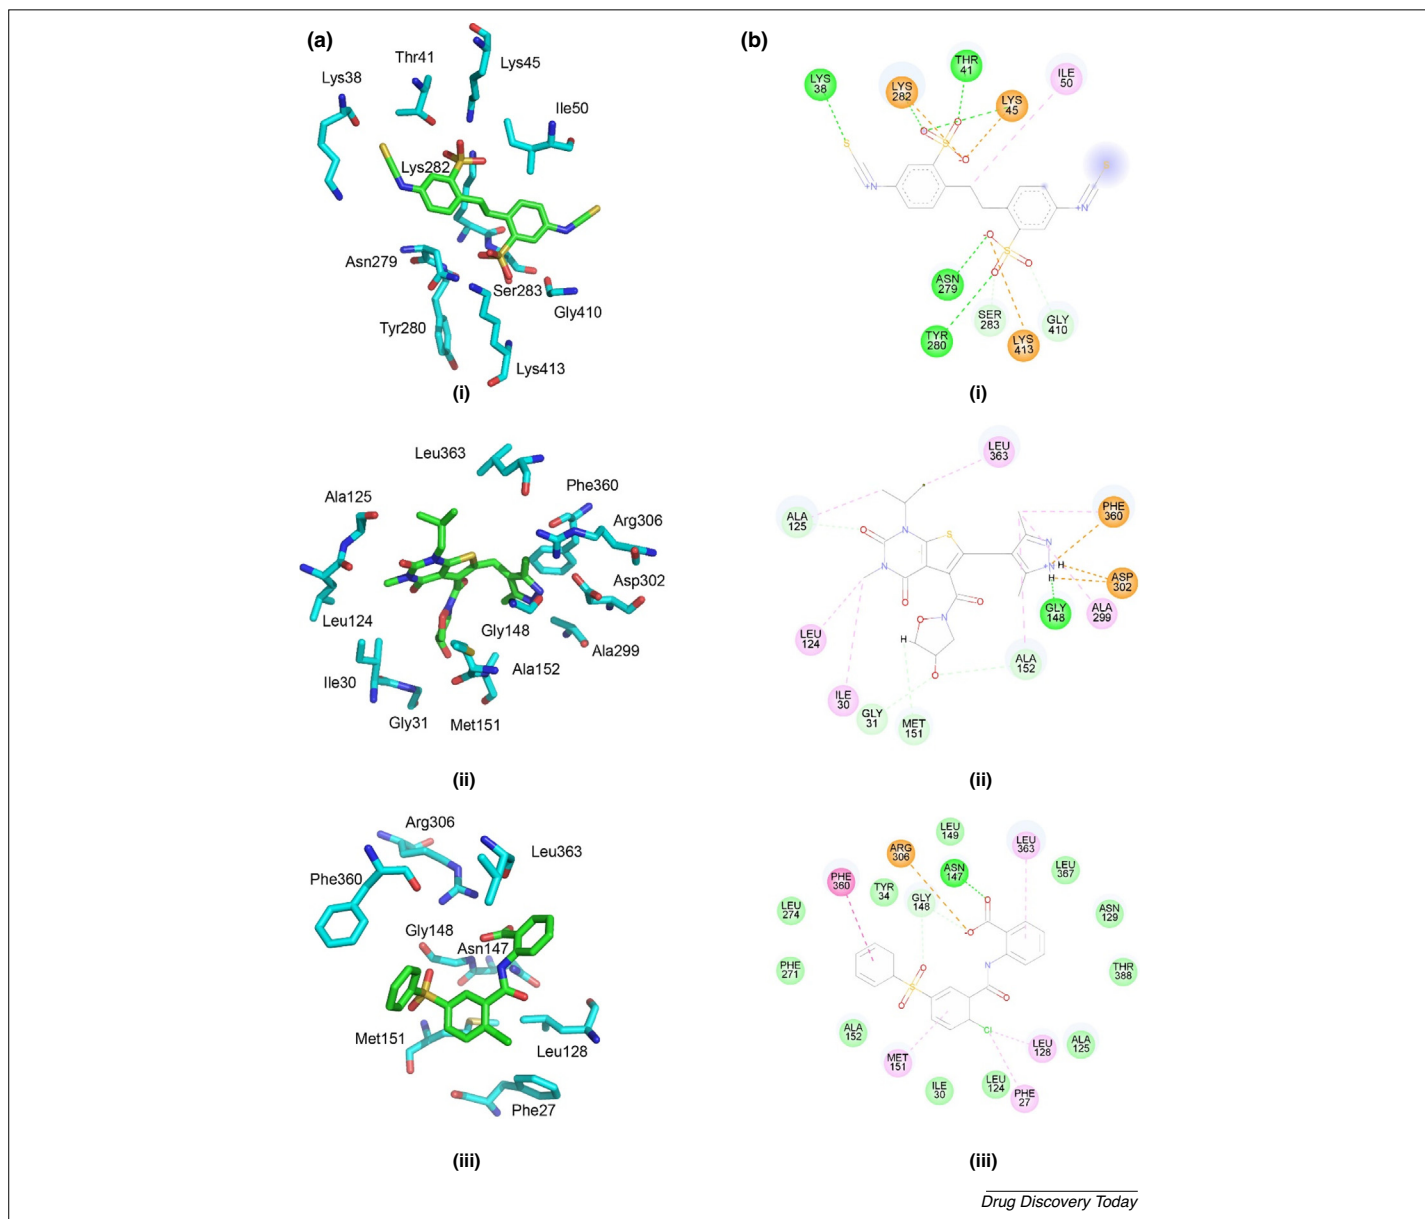 (a)
Lys38
Thr41
Lys45
Ile50
Lys282
Asn279
Tyr280
Ser283
Gly410
Lys413
(i)
(b)
LYS
38
LYS
282
THR
41
LYS
45
ILE
50
S
S
O
O
O
N+
+N
O
S
O
O
ASN
279
TYR
280
SER
283
LYS
413
GLY
410
(i)
Leu363
Phe360
Ala125
Arg306
Asp302
Leu124
Gly148
Ala299
Ala152
Ile30
Gly31
Met151
(ii)
LEU
363
ALA
125
PHE
360
O
N
S
N
N
H
H
ASP
302
N
O
O
GLY
148
ALA
299
O
N
H
O
LEU
124
ALA
152
ILE
30
GLY
31
MET
151
(ii)
Arg306
Leu363
Phe360
Gly148
Asn147
Met151
Leu128
Phe27
(iii)
LEU
149
LEU
363
ARG
306
ASN
147
LEU
367
PHE
360
TYR
34
GLY
148
LEU
274
ASN
129
O
O
PHE
271
N
THR
388
O
S
O
O
Cl
ALA
152
MET
151
LEU
128
ALA
125
ILE
30
LEU
124
PHE
27
(iii)
Drug Discovery Today